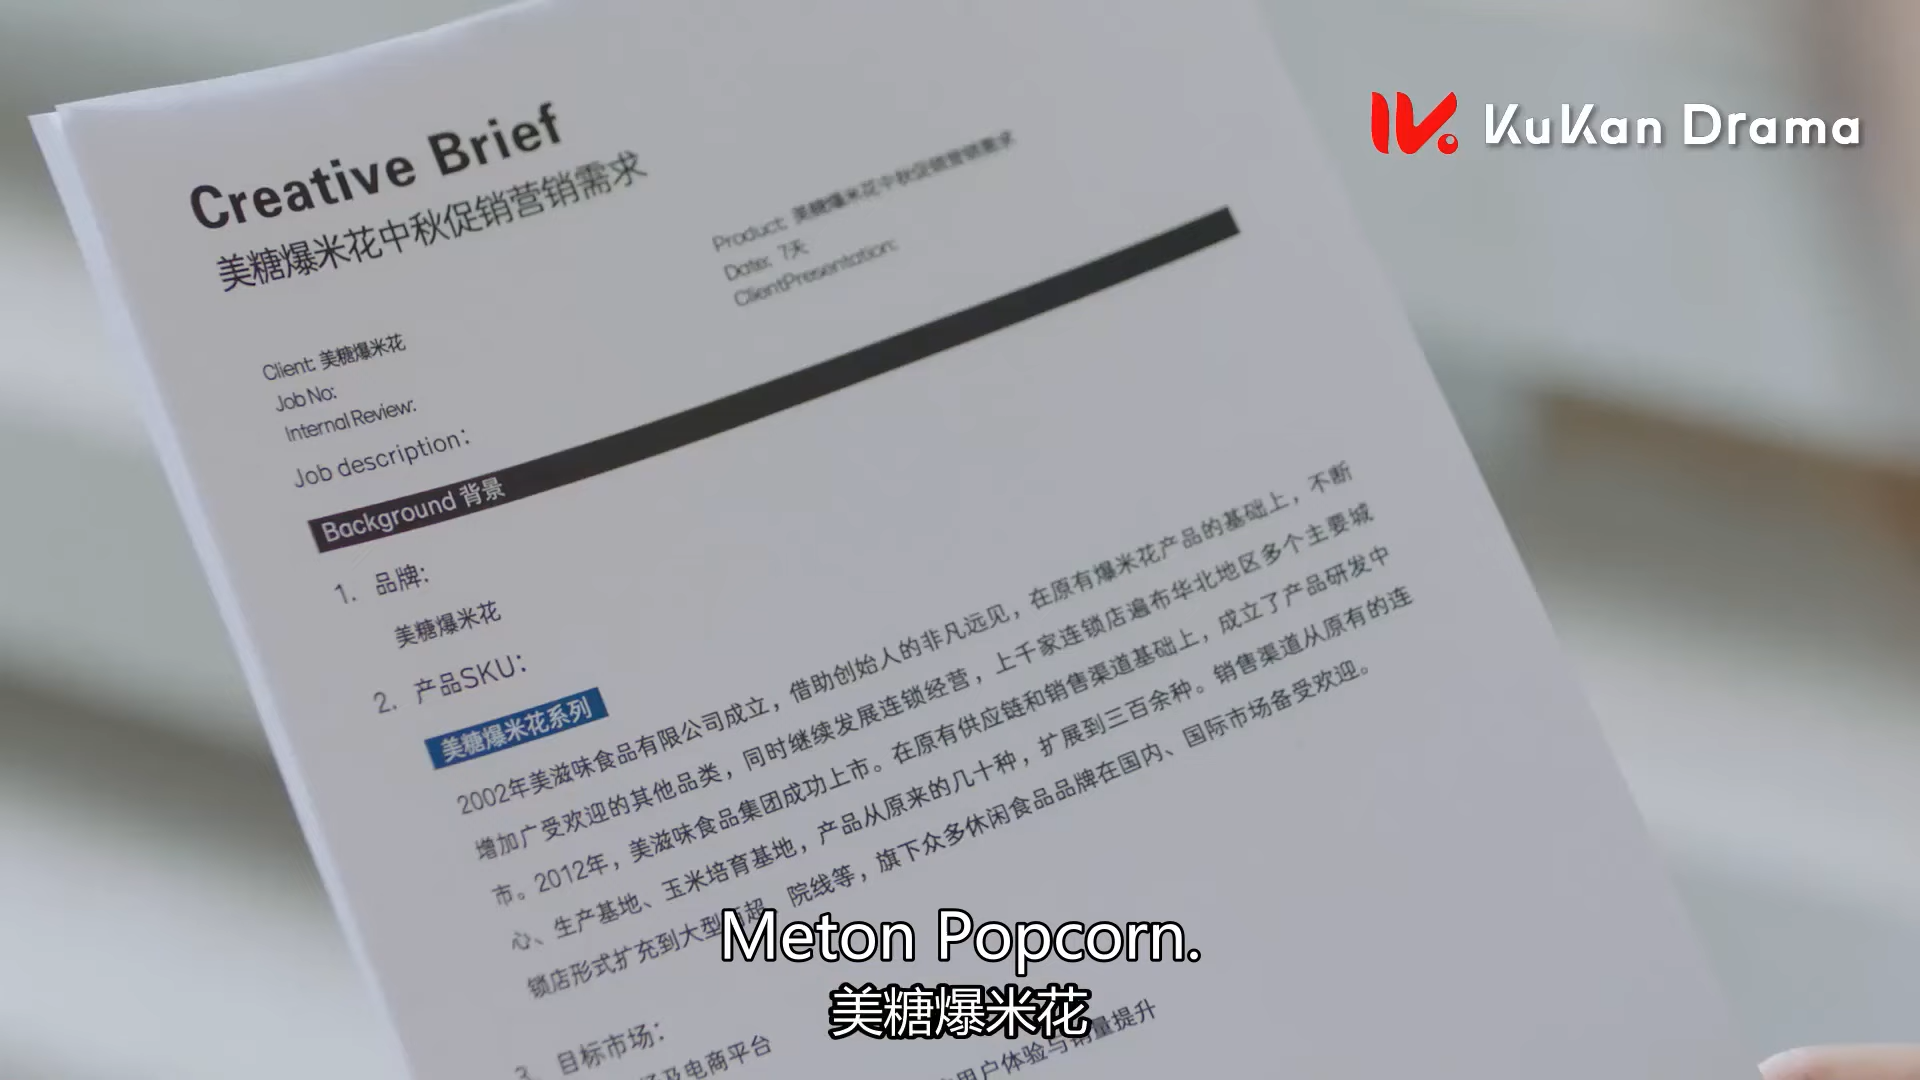 KuKan Drama
Creative Brief
美糖爆米花中秋促销营销需求
Product: 美糖爆米花中秋促销营销需求
Date: 7天
ClientPresentation:
Client: 美糖爆米花
Job No:
Internal Review:
Job description:
Background 背景
1. 品牌:
美糖爆米花
2. 产品SKU:
美糖爆米花系列
2002年美滋味食品有限公司成立，借助创始人的非凡远见，在原有爆米花产品的基础上，不断
增加广受欢迎的其他品类，同时继续发展连锁经营，上千家连锁店遍布华北地区多个主要城
市。2012年，美滋味食品集团成功上市。在原有供应链和销售渠道基础上，成立了产品研发中
心、生产基地、玉米培育基地，产品从原来的几十种，扩展到三百余种。销售渠道从原有的连
锁店形式扩充到大型商超、院线等，旗下众多休闲食品品牌在国内、国际市场备受欢迎。
3. 目标市场:
及电商平台
用户体验与销量提升
Meton Popcorn.
美糖爆米花